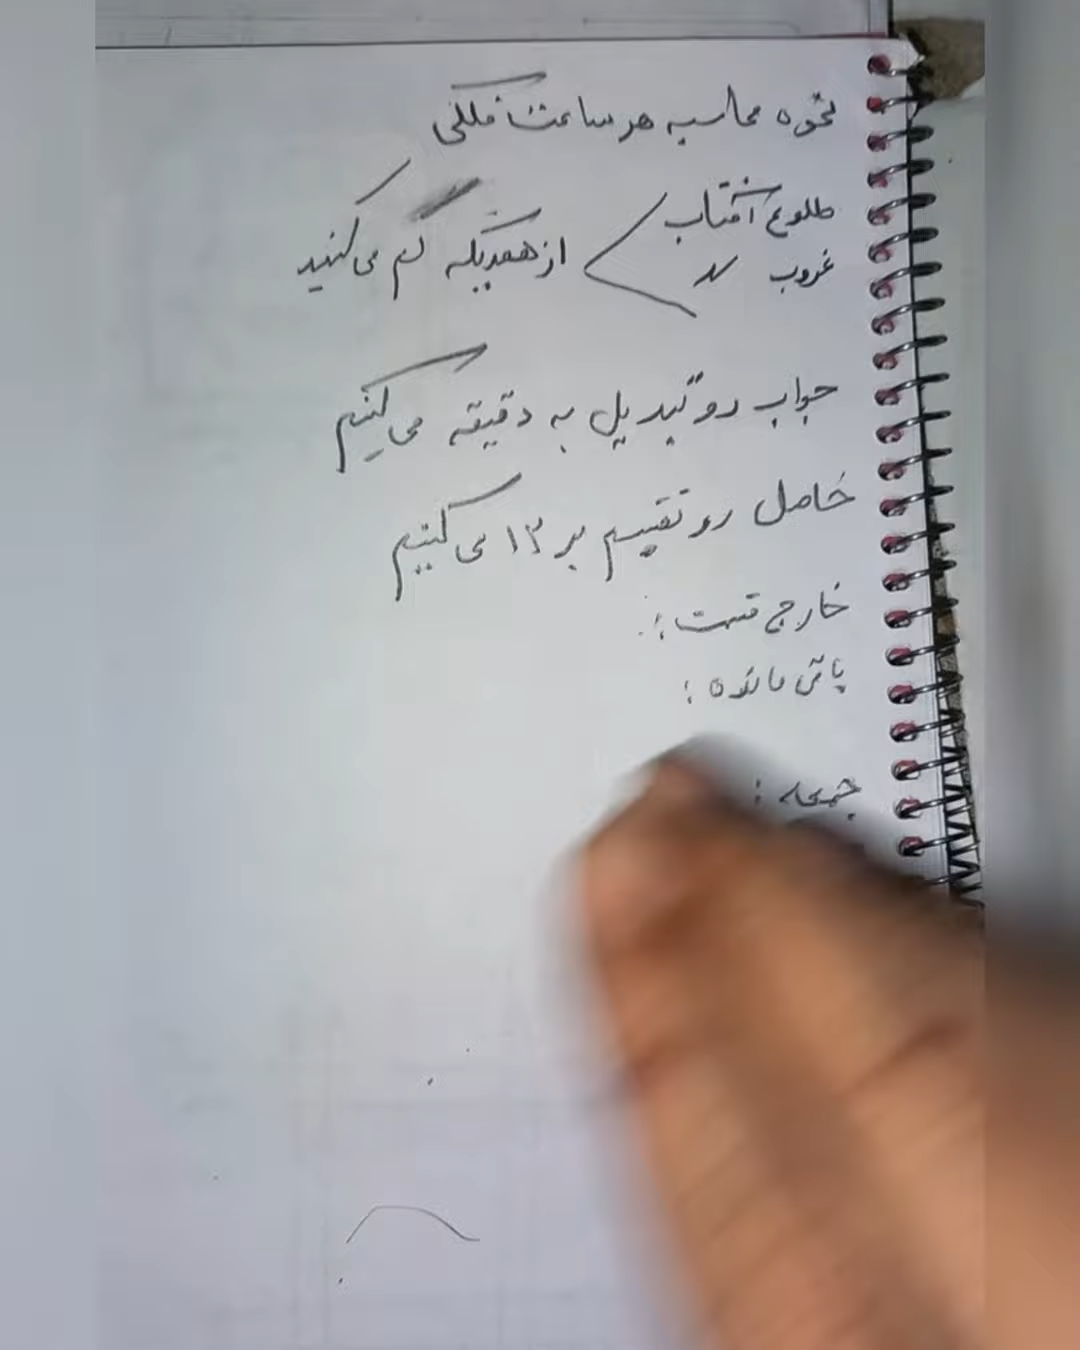 نحوه محاسبه هر ساعت فلکی
طلوع آفتاب
غروب 〃
از همدیگه کم می‌کنید
جواب رو تبدیل به دقیقه می‌کنیم
حاصل رو تقسیم بر ۱۲ می‌کنیم
خارج قسمت :
باقی مانده :
جمعه :